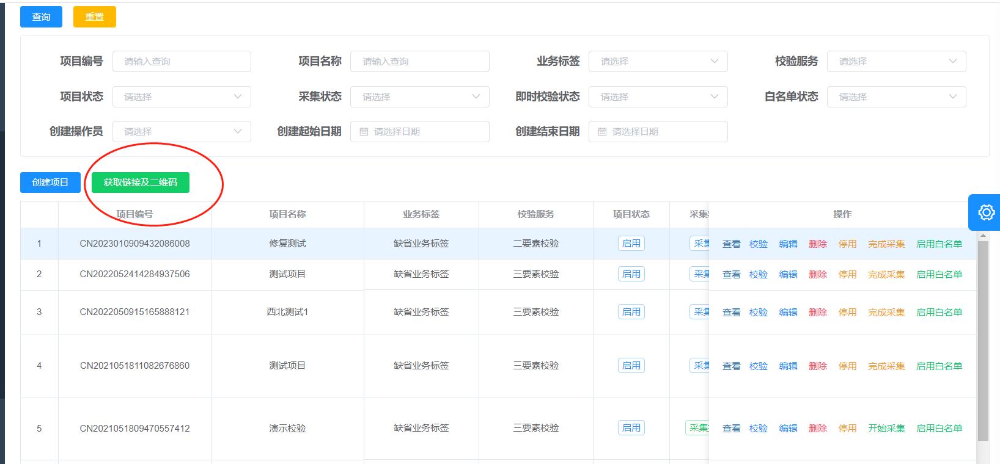 查询 重置
项目编号 请输入查询 项目名称 请输入查询 业务标签 请选择 校验服务 请选择
项目状态 请选择 采集状态 请选择 即时校验状态 请选择 白名单状态 请选择
创建操作员 请选择 创建起始日期 请选择日期 创建结束日期 请选择日期
创建项目 获取链接及二维码
项目编号 项目名称 业务标签 校验服务 项目状态 采集 操作
1 CN2023010909432086008 修复测试 缺省业务标签 二要素校验 启用 采集 查看 校验 编辑 删除 停用 完成采集 启用白名单
2 CN2022052414284937506 测试项目 缺省业务标签 三要素校验 启用 采集 查看 校验 编辑 删除 停用 完成采集 启用白名单
3 CN2022050915165888121 西北测试1 缺省业务标签 三要素校验 启用 采集 查看 校验 编辑 删除 停用 完成采集 启用白名单
4 CN2021051811082676860 测试项目 缺省业务标签 三要素校验 启用 采集 查看 校验 编辑 删除 停用 完成采集 启用白名单
5 CN2021051809470557412 演示校验 缺省业务标签 三要素校验 启用 采集 查看 校验 编辑 删除 停用 开始采集 启用白名单